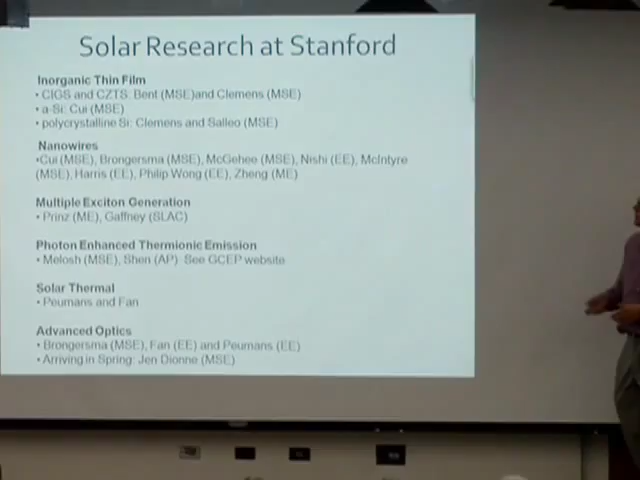 Solar Research at Stanford
Inorganic Thin Film
• CIGS and CZTS: Bent (MSE)and Clemens (MSE)
• a-Si: Cui (MSE)
• polycrystalline Si: Clemens and Salleo (MSE)
Nanowires
•Cui (MSE), Brongersma (MSE), McGehee (MSE), Nishi (EE), McIntyre
(MSE), Harris (EE), Philip Wong (EE), Zheng (ME)
Multiple Exciton Generation
• Prinz (ME), Gaffney (SLAC)
Photon Enhanced Thermionic Emission
• Melosh (MSE), Shen (AP) See GCEP website
Solar Thermal
• Peumans and Fan
Advanced Optics
• Brongersma (MSE), Fan (EE) and Peumans (EE)
• Arriving in Spring: Jen Dionne (MSE)